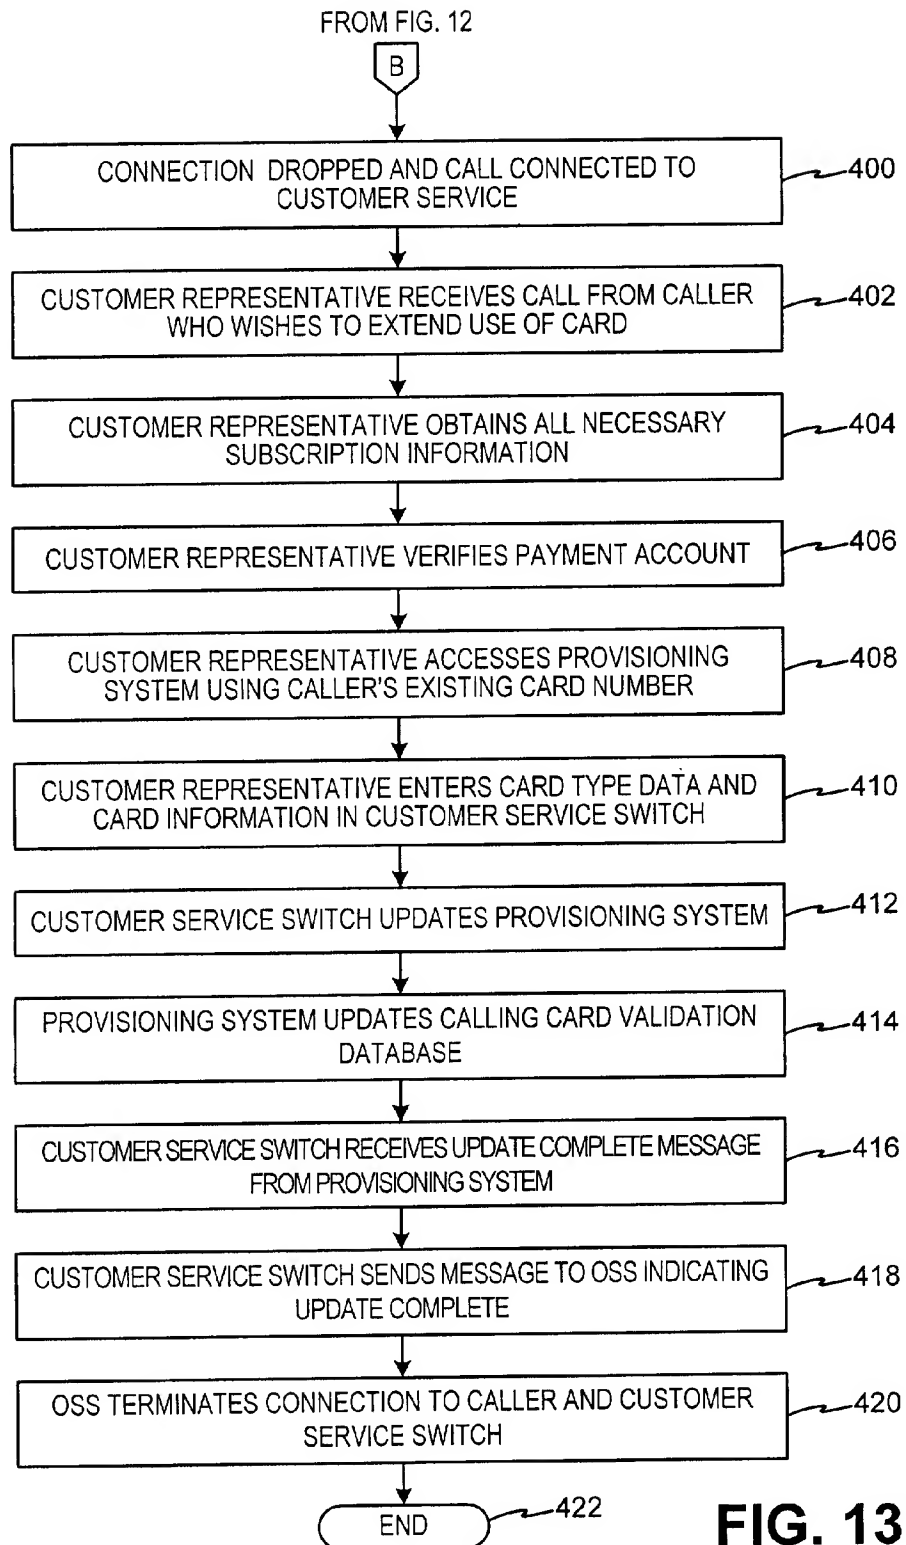 FROM FIG. 12
B
CONNECTION DROPPED AND CALL CONNECTED TO
CUSTOMER SERVICE
400
CUSTOMER REPRESENTATIVE RECEIVES CALL FROM CALLER
WHO WISHES TO EXTEND USE OF CARD
402
CUSTOMER REPRESENTATIVE OBTAINS ALL NECESSARY
SUBSCRIPTION INFORMATION
404
CUSTOMER REPRESENTATIVE VERIFIES PAYMENT ACCOUNT
406
CUSTOMER REPRESENTATIVE ACCESSES PROVISIONING
SYSTEM USING CALLER'S EXISTING CARD NUMBER
408
CUSTOMER REPRESENTATIVE ENTERS CARD TYPE DATA AND
CARD INFORMATION IN CUSTOMER SERVICE SWITCH
410
CUSTOMER SERVICE SWITCH UPDATES PROVISIONING SYSTEM
412
PROVISIONING SYSTEM UPDATES CALLING CARD VALIDATION
DATABASE
414
CUSTOMER SERVICE SWITCH RECEIVES UPDATE COMPLETE MESSAGE
FROM PROVISIONING SYSTEM
416
CUSTOMER SERVICE SWITCH SENDS MESSAGE TO OSS INDICATING
UPDATE COMPLETE
418
OSS TERMINATES CONNECTION TO CALLER AND CUSTOMER
SERVICE SWITCH
420
END
422
FIG. 13